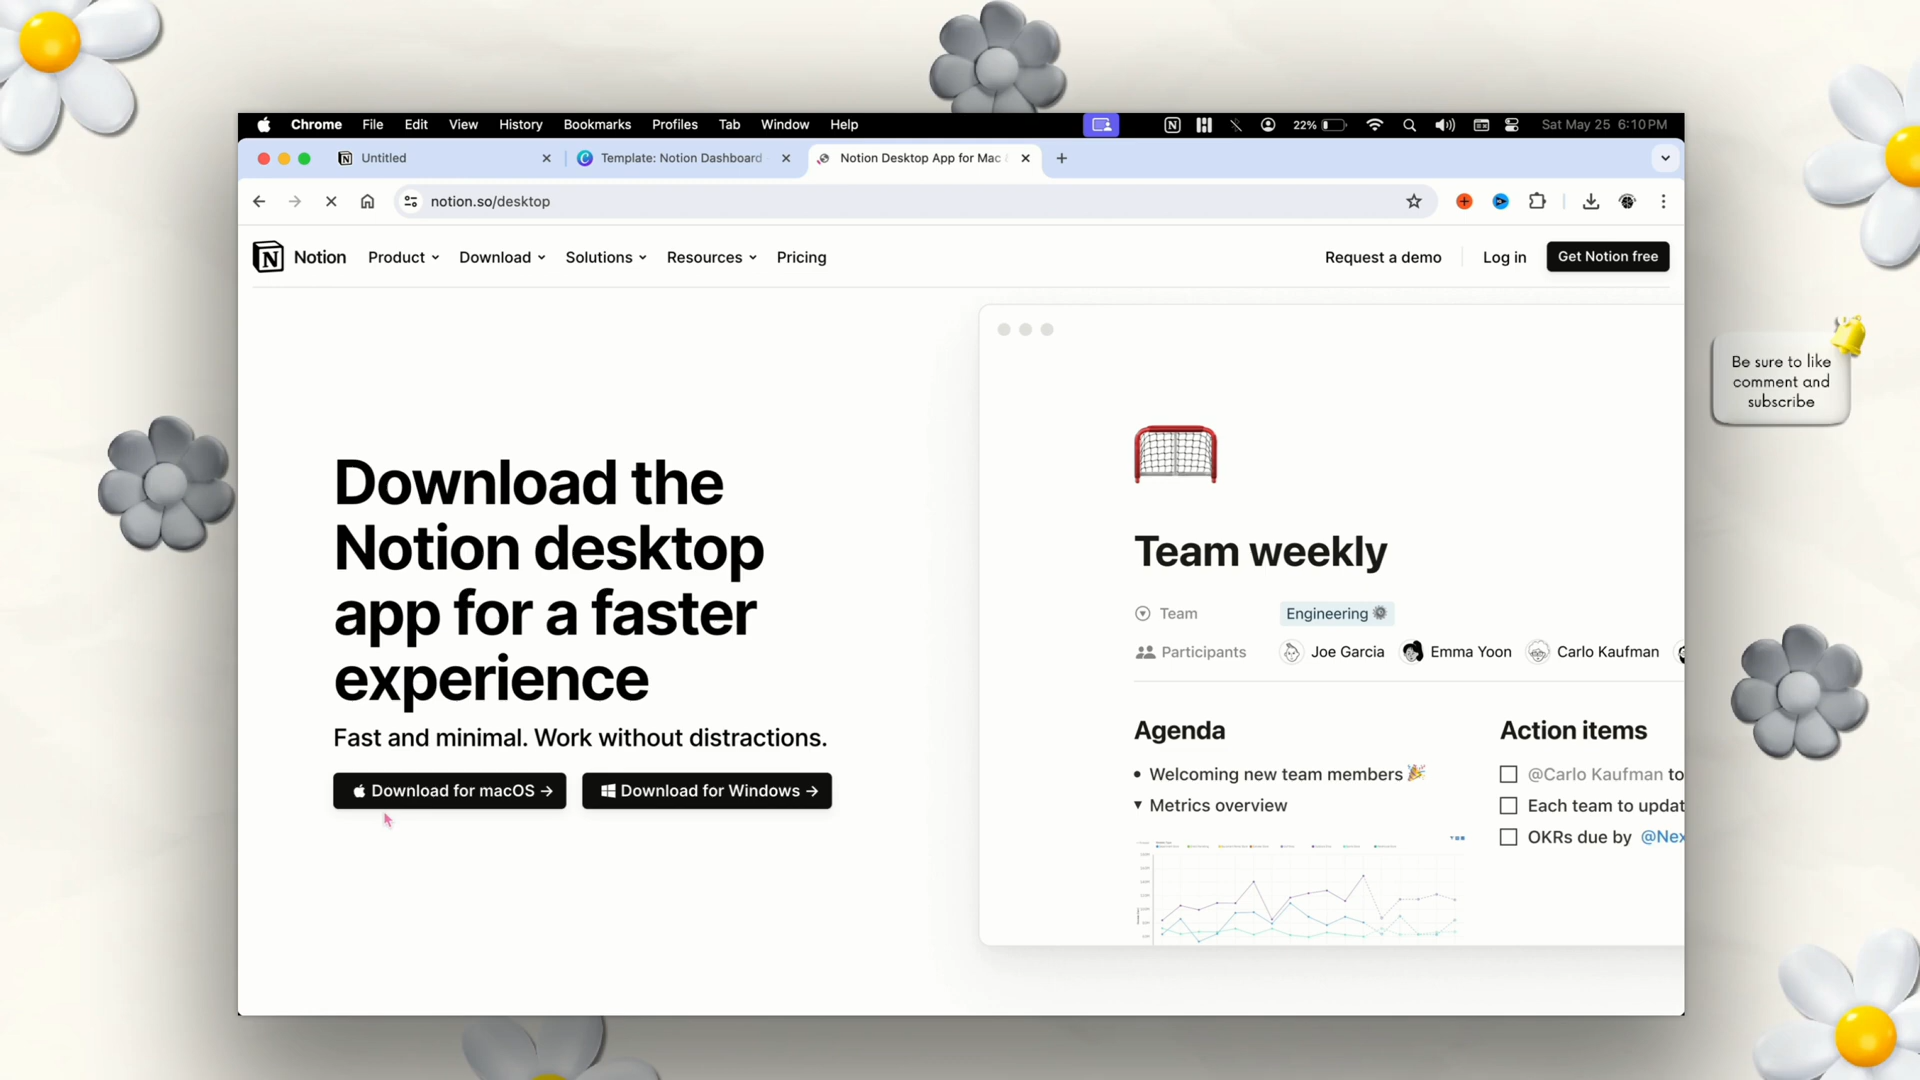 Chrome File Edit View History Bookmarks Profiles Tab Window Help
22%
Sat May 25 6:10 PM
Untitled
Template: Notion Dashboard
Notion Desktop App for Mac
notion.so/desktop
Notion
Product
Download
Solutions
Resources
Pricing
Request a demo
Log in
Get Notion free
Download the
Notion desktop
app for a faster
experience
Fast and minimal. Work without distractions.
Download for macOS →
Download for Windows →
Team weekly
Team
Engineering
Participants
Joe Garcia
Emma Yoon
Carlo Kaufman
Agenda
• Welcoming new team members 🎉
▾ Metrics overview
Action items
@Carlo Kaufman to
Each team to updat
OKRs due by @Nex
Be sure to like
comment and
subscribe